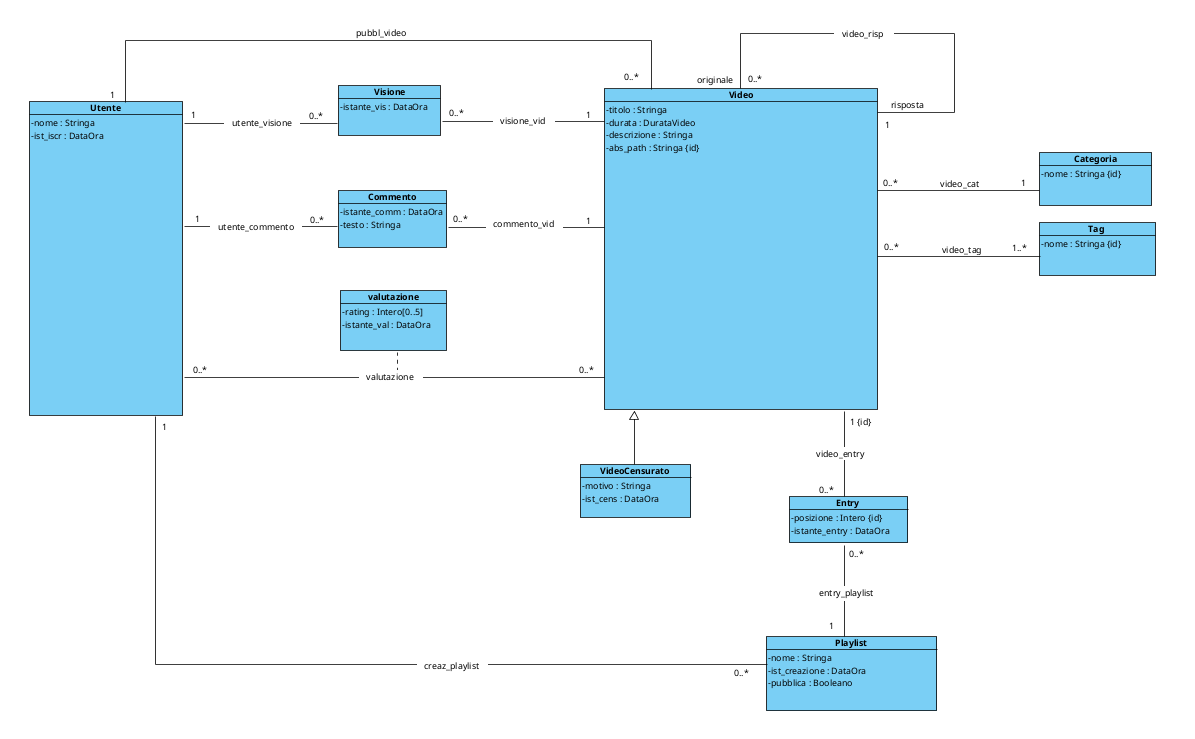 pubbl_video
video_risp
0..*
originale
0..*
1
Utente
-nome : Stringa
-ist_iscr : DataOra
1
utente_visione
0..*
Visione
-istante_vis : DataOra
0..*
visione_vid
1
Video
-titolo : Stringa
-durata : DurataVideo
-descrizione : Stringa
-abs_path : Stringa {id}
risposta
1
Categoria
-nome : Stringa {id}
0..*
video_cat
1
1
utente_commento
0..*
Commento
-istante_comm : DataOra
-testo : Stringa
0..*
commento_vid
1
Tag
-nome : Stringa {id}
0..*
video_tag
1..*
valutazione
-rating : Intero[0..5]
-istante_val : DataOra
0..*
valutazione
0..*
1
1 {id}
video_entry
0..*
VideoCensurato
-motivo : Stringa
-ist_cens : DataOra
Entry
-posizione : Intero {id}
-istante_entry : DataOra
0..*
entry_playlist
1
Playlist
-nome : Stringa
-ist_creazione : DataOra
-pubblica : Booleano
creaz_playlist
0..*